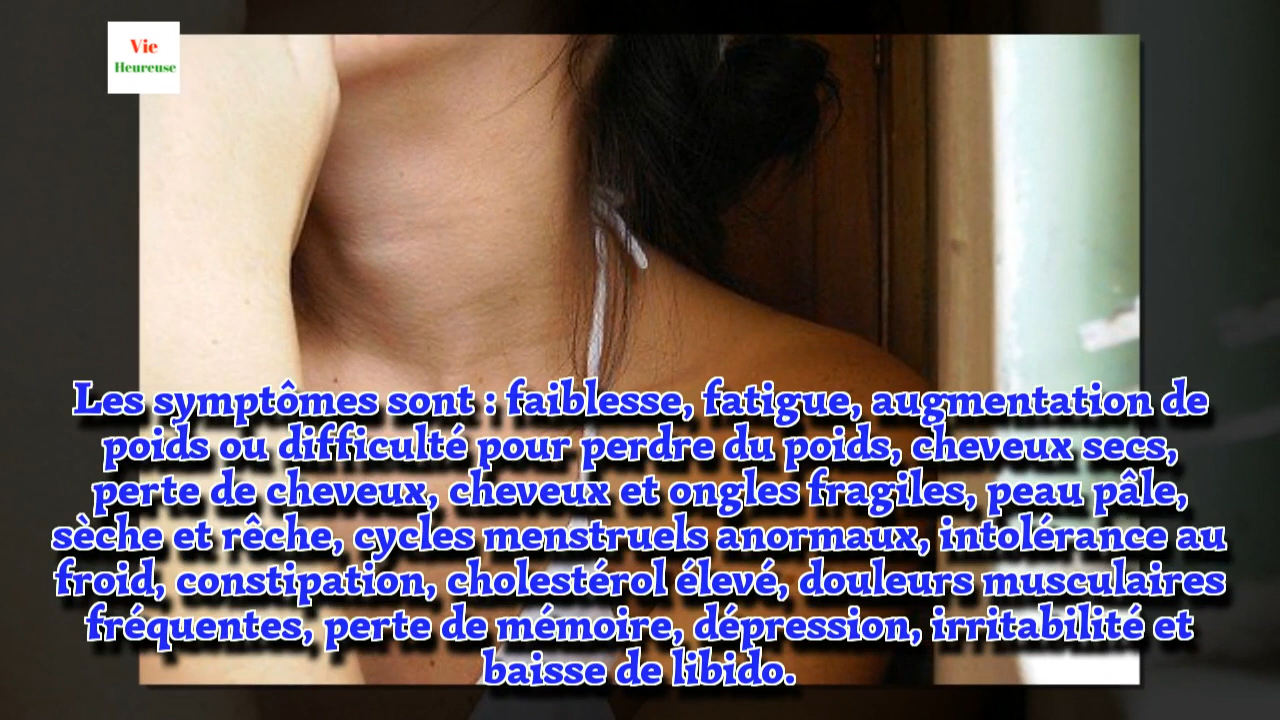 Vie
Heureuse
Les symptômes sont : faiblesse, fatigue, augmentation de
poids ou difficulté pour perdre du poids, cheveux secs,
perte de cheveux, cheveux et ongles fragiles, peau pâle,
sèche et rêche, cycles menstruels anormaux, intolérance au
froid, constipation, cholestérol élevé, douleurs musculaires
fréquentes, perte de mémoire, dépression, irritabilité et
baisse de libido.